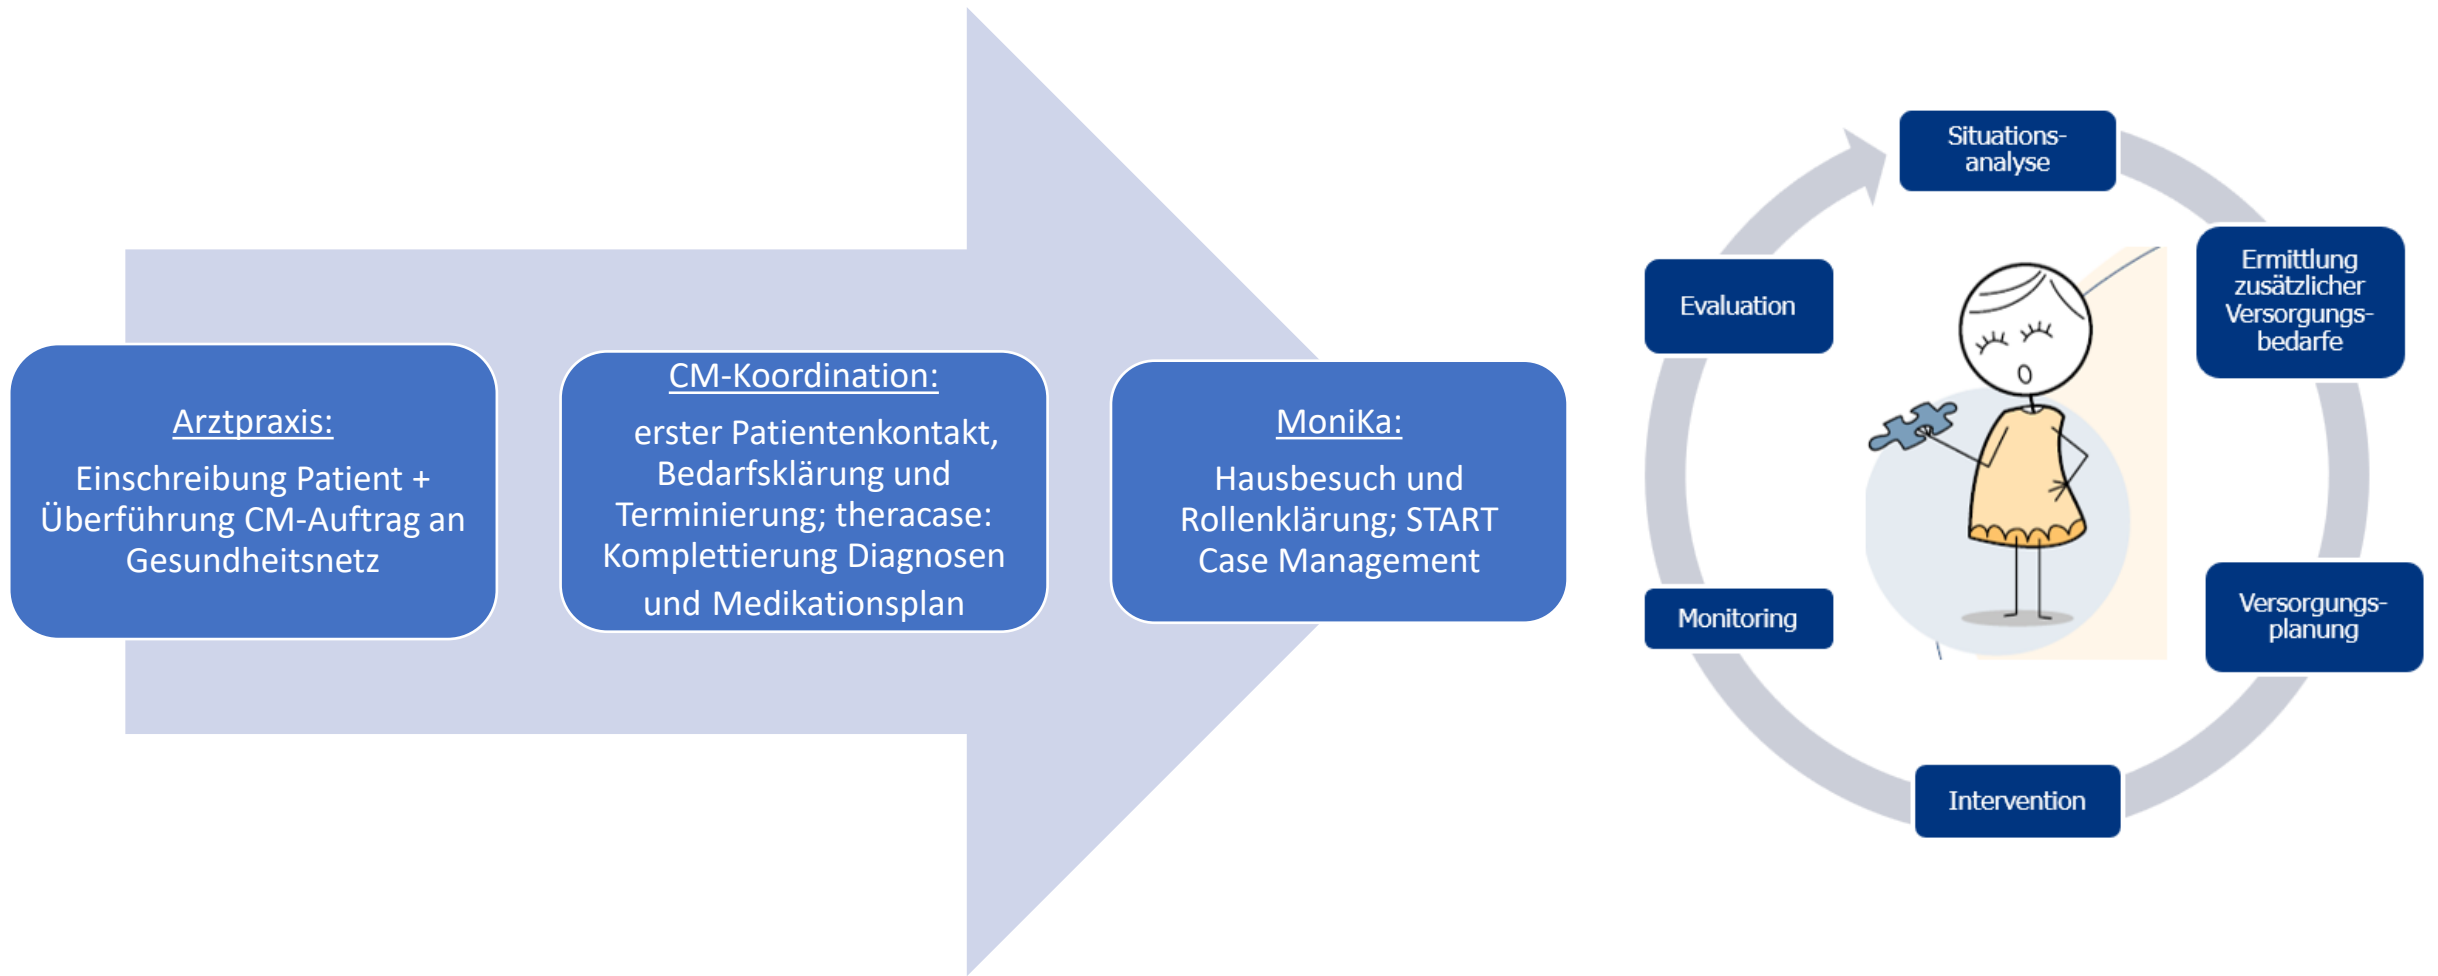 Arztpraxis:
Einschreibung Patient +
Überführung CM-Auftrag an
Gesundheitsnetz
CM-Koordination:
erster Patientenkontakt,
Bedarfsklärung und
Terminierung; theracase:
Komplettierung Diagnosen
und Medikationsplan
MoniKa:
Hausbesuch und
Rollenklärung; START
Case Management
Situations-
analyse
Ermittlung
zusätzlicher
Versorgungs-
bedarfe
Versorgungs-
planung
Intervention
Monitoring
Evaluation